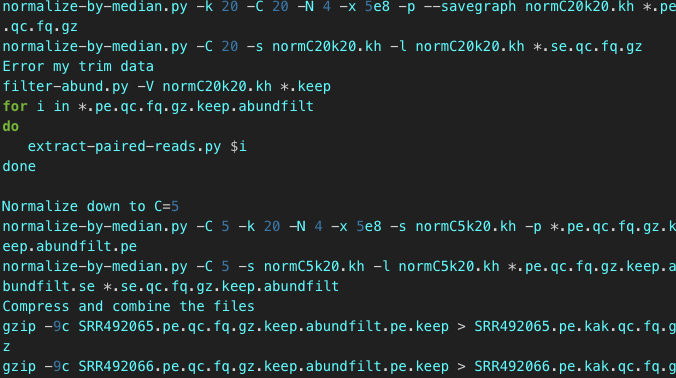 normalize-by-median.py -k 20 -C 20 -N 4 -x 5e8 -p --savegraph normC20k20.kh *.pe
.qc.fq.gz
normalize-by-median.py -C 20 -s normC20k20.kh -l normC20k20.kh *.se.qc.fq.gz
Error my trim data
filter-abund.py -V normC20k20.kh *.keep
for i in *.pe.qc.fq.gz.keep.abundfilt
do
   extract-paired-reads.py $i
done

Normalize down to C=5
normalize-by-median.py -C 5 -k 20 -N 4 -x 5e8 -s normC5k20.kh -p *.pe.qc.fq.gz.k
eep.abundfilt.pe
normalize-by-median.py -C 5 -s normC5k20.kh -l normC5k20.kh *.pe.qc.fq.gz.keep.a
bundfilt.se *.se.qc.fq.gz.keep.abundfilt
Compress and combine the files
gzip -9c SRR492065.pe.qc.fq.gz.keep.abundfilt.pe.keep > SRR492065.pe.kak.qc.fq.g
z
gzip -9c SRR492066.pe.qc.fq.gz.keep.abundfilt.pe.keep > SRR492066.pe.kak.qc.fq.g